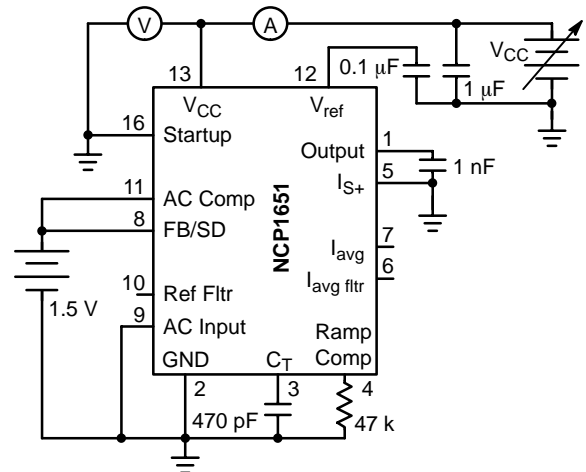 V
A
V_CC
13
12
0.1 μF
1 μF
V_CC
V_ref
16
Startup
Output
1
1 nF
5
I_S+
11
AC Comp
8
FB/SD
NCP1651
7
I_avg
6
I_avg fltr
10
Ref Fltr
1.5 V
9
AC Input
Ramp
Comp
GND
C_T
2
3
4
470 pF
47 k